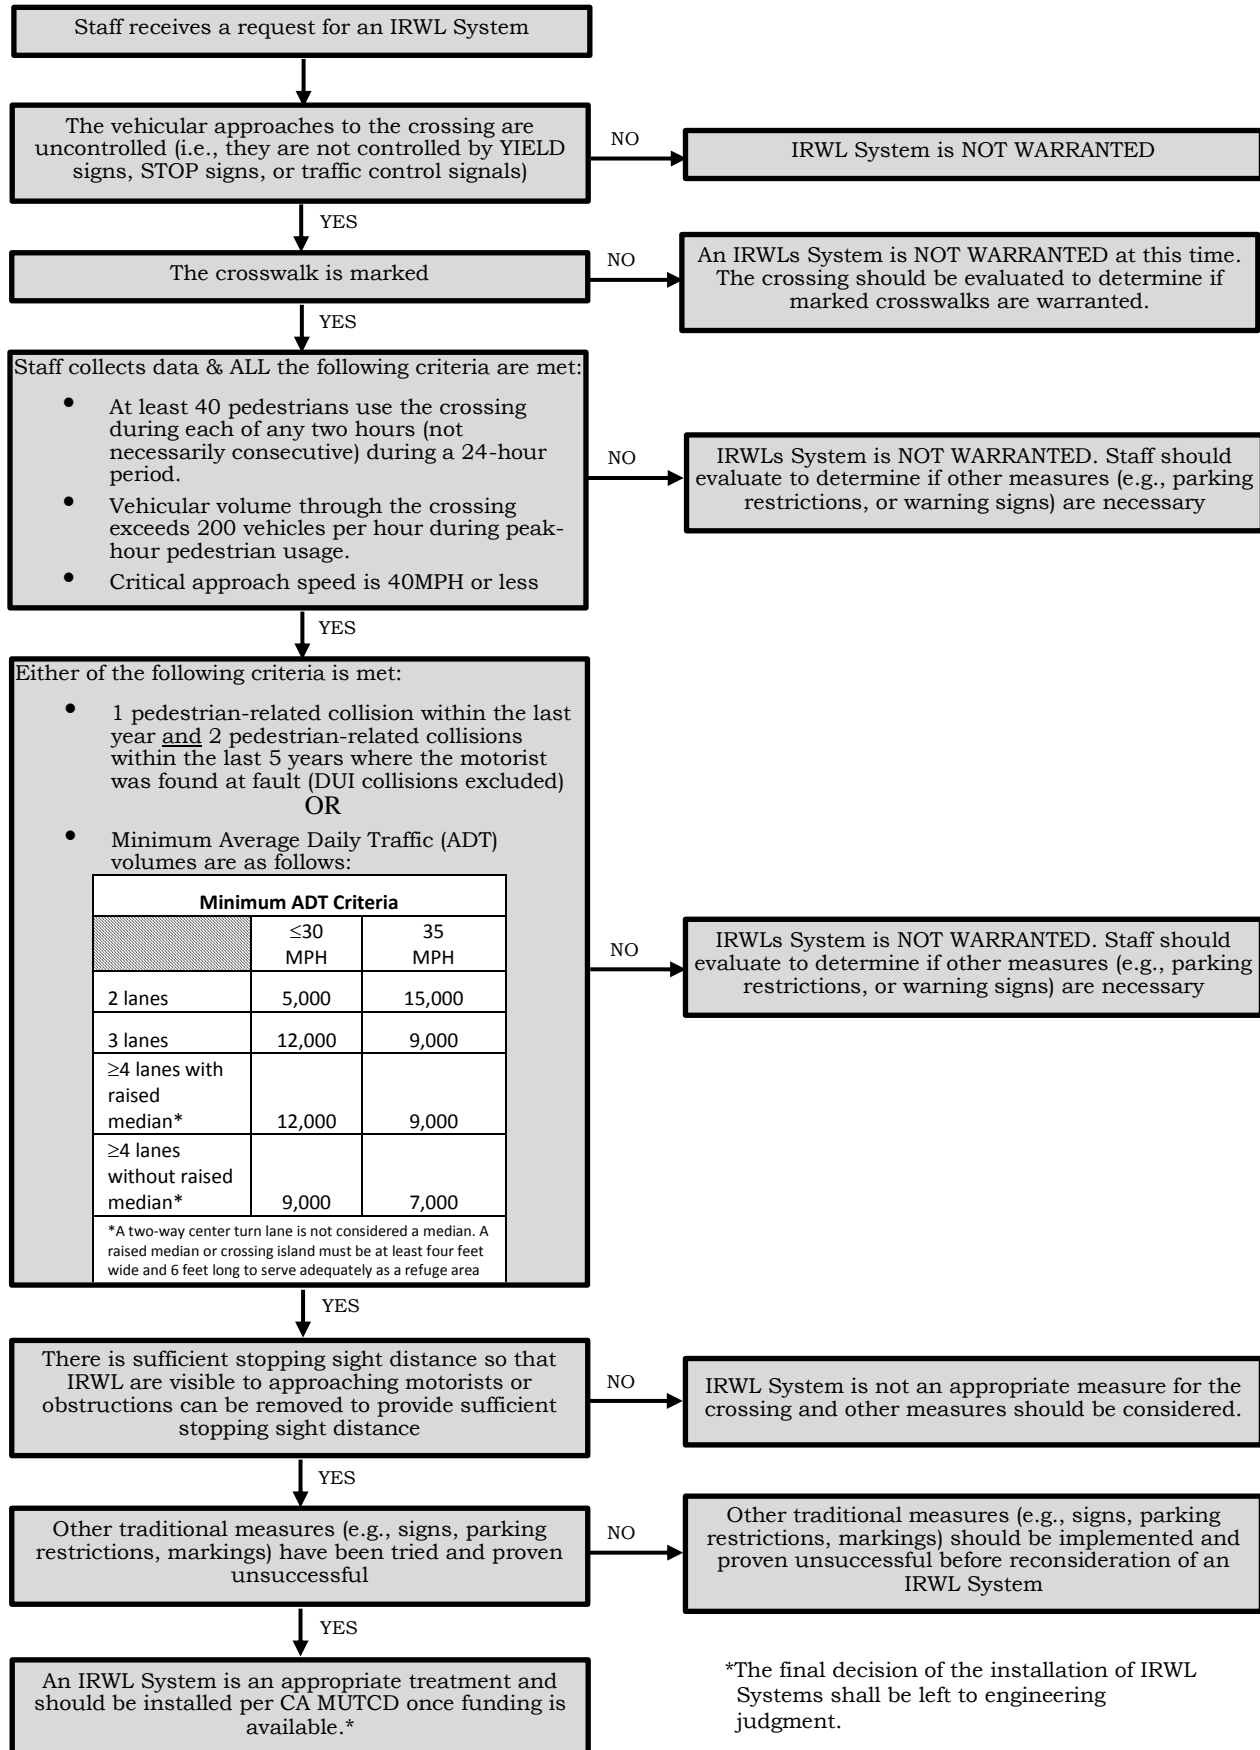 Staff receives a request for an IRWL System
The vehicular approaches to the crossing are
uncontrolled (i.e., they are not controlled by YIELD
signs, STOP signs, or traffic control signals)
NO
IRWL System is NOT WARRANTED
YES
The crosswalk is marked
NO
An IRWLs System is NOT WARRANTED at this time.
The crossing should be evaluated to determine if
marked crosswalks are warranted.
YES
Staff collects data & ALL the following criteria are met:
• At least 40 pedestrians use the crossing
during each of any two hours (not
necessarily consecutive) during a 24-hour
period.
• Vehicular volume through the crossing
exceeds 200 vehicles per hour during peak-
hour pedestrian usage.
• Critical approach speed is 40MPH or less
NO
IRWLs System is NOT WARRANTED. Staff should
evaluate to determine if other measures (e.g., parking
restrictions, or warning signs) are necessary
YES
Either of the following criteria is met:
• 1 pedestrian-related collision within the last
year and 2 pedestrian-related collisions
within the last 5 years where the motorist
was found at fault (DUI collisions excluded)
OR
• Minimum Average Daily Traffic (ADT)
volumes are as follows:
Minimum ADT Criteria
≤30 35
MPH MPH
2 lanes 5,000 15,000
3 lanes 12,000 9,000
≥4 lanes with
raised
median* 12,000 9,000
≥4 lanes
without raised
median* 9,000 7,000
*A two-way center turn lane is not considered a median. A
raised median or crossing island must be at least four feet
wide and 6 feet long to serve adequately as a refuge area
NO
IRWLs System is NOT WARRANTED. Staff should
evaluate to determine if other measures (e.g., parking
restrictions, or warning signs) are necessary
YES
There is sufficient stopping sight distance so that
IRWL are visible to approaching motorists or
obstructions can be removed to provide sufficient
stopping sight distance
NO
IRWL System is not an appropriate measure for the
crossing and other measures should be considered.
YES
Other traditional measures (e.g., signs, parking
restrictions, markings) have been tried and proven
unsuccessful
NO
Other traditional measures (e.g., signs, parking
restrictions, markings) should be implemented and
proven unsuccessful before reconsideration of an
IRWL System
YES
An IRWL System is an appropriate treatment and
should be installed per CA MUTCD once funding is
available.*
*The final decision of the installation of IRWL
Systems shall be left to engineering
judgment.